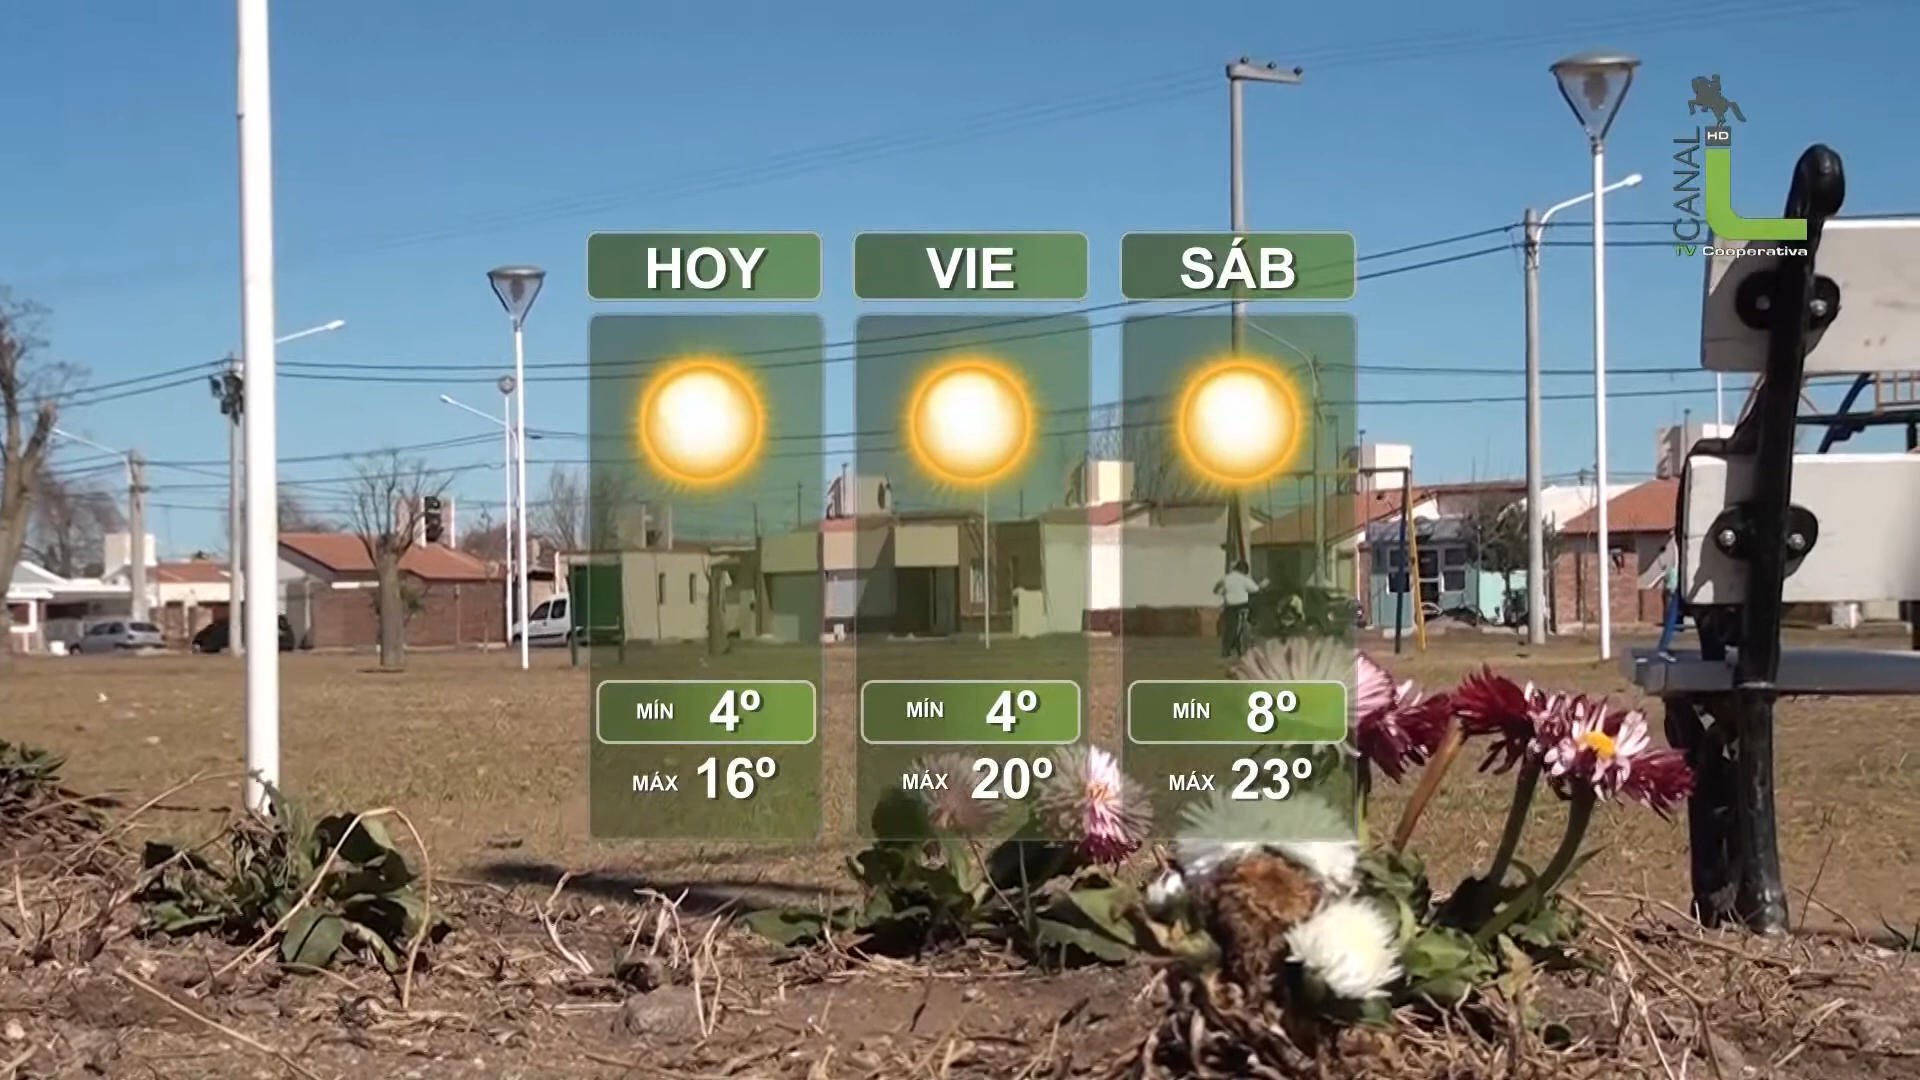 HOY
VIE
SÁB
MÍN 4º
MÍN 4º
MÍN 8º
MÁX 16º
MÁX 20º
MÁX 23º
CANAL
HD
L
TV Cooperativa